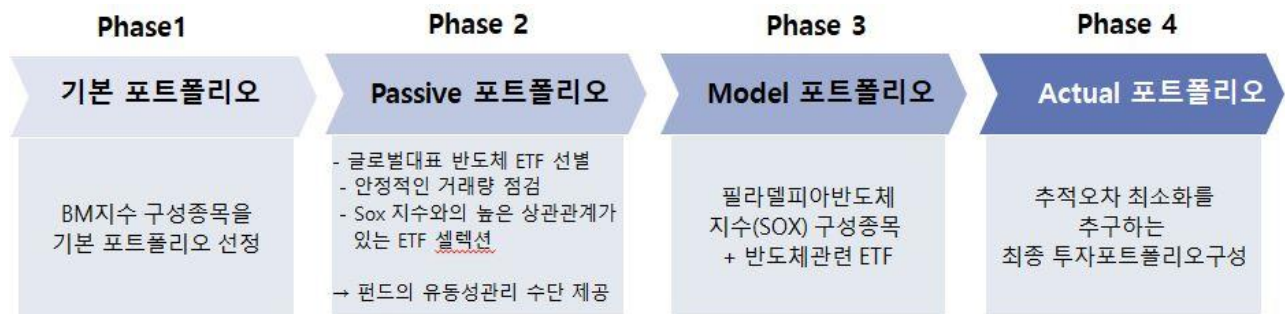 Phase1
기본 포트폴리오
BM지수 구성종목을
기본 포트폴리오 선정
Phase 2
Passive 포트폴리오
- 글로벌대표 반도체 ETF 선별
- 안정적인 거래량 점검
- Sox 지수와의 높은 상관관계가
있는 ETF 셀렉션
→ 펀드의 유동성관리 수단 제공
Phase 3
Model 포트폴리오
필라델피아반도체
지수(SOX) 구성종목
+ 반도체관련 ETF
Phase 4
Actual 포트폴리오
추적오차 최소화를
추구하는
최종 투자포트폴리오구성